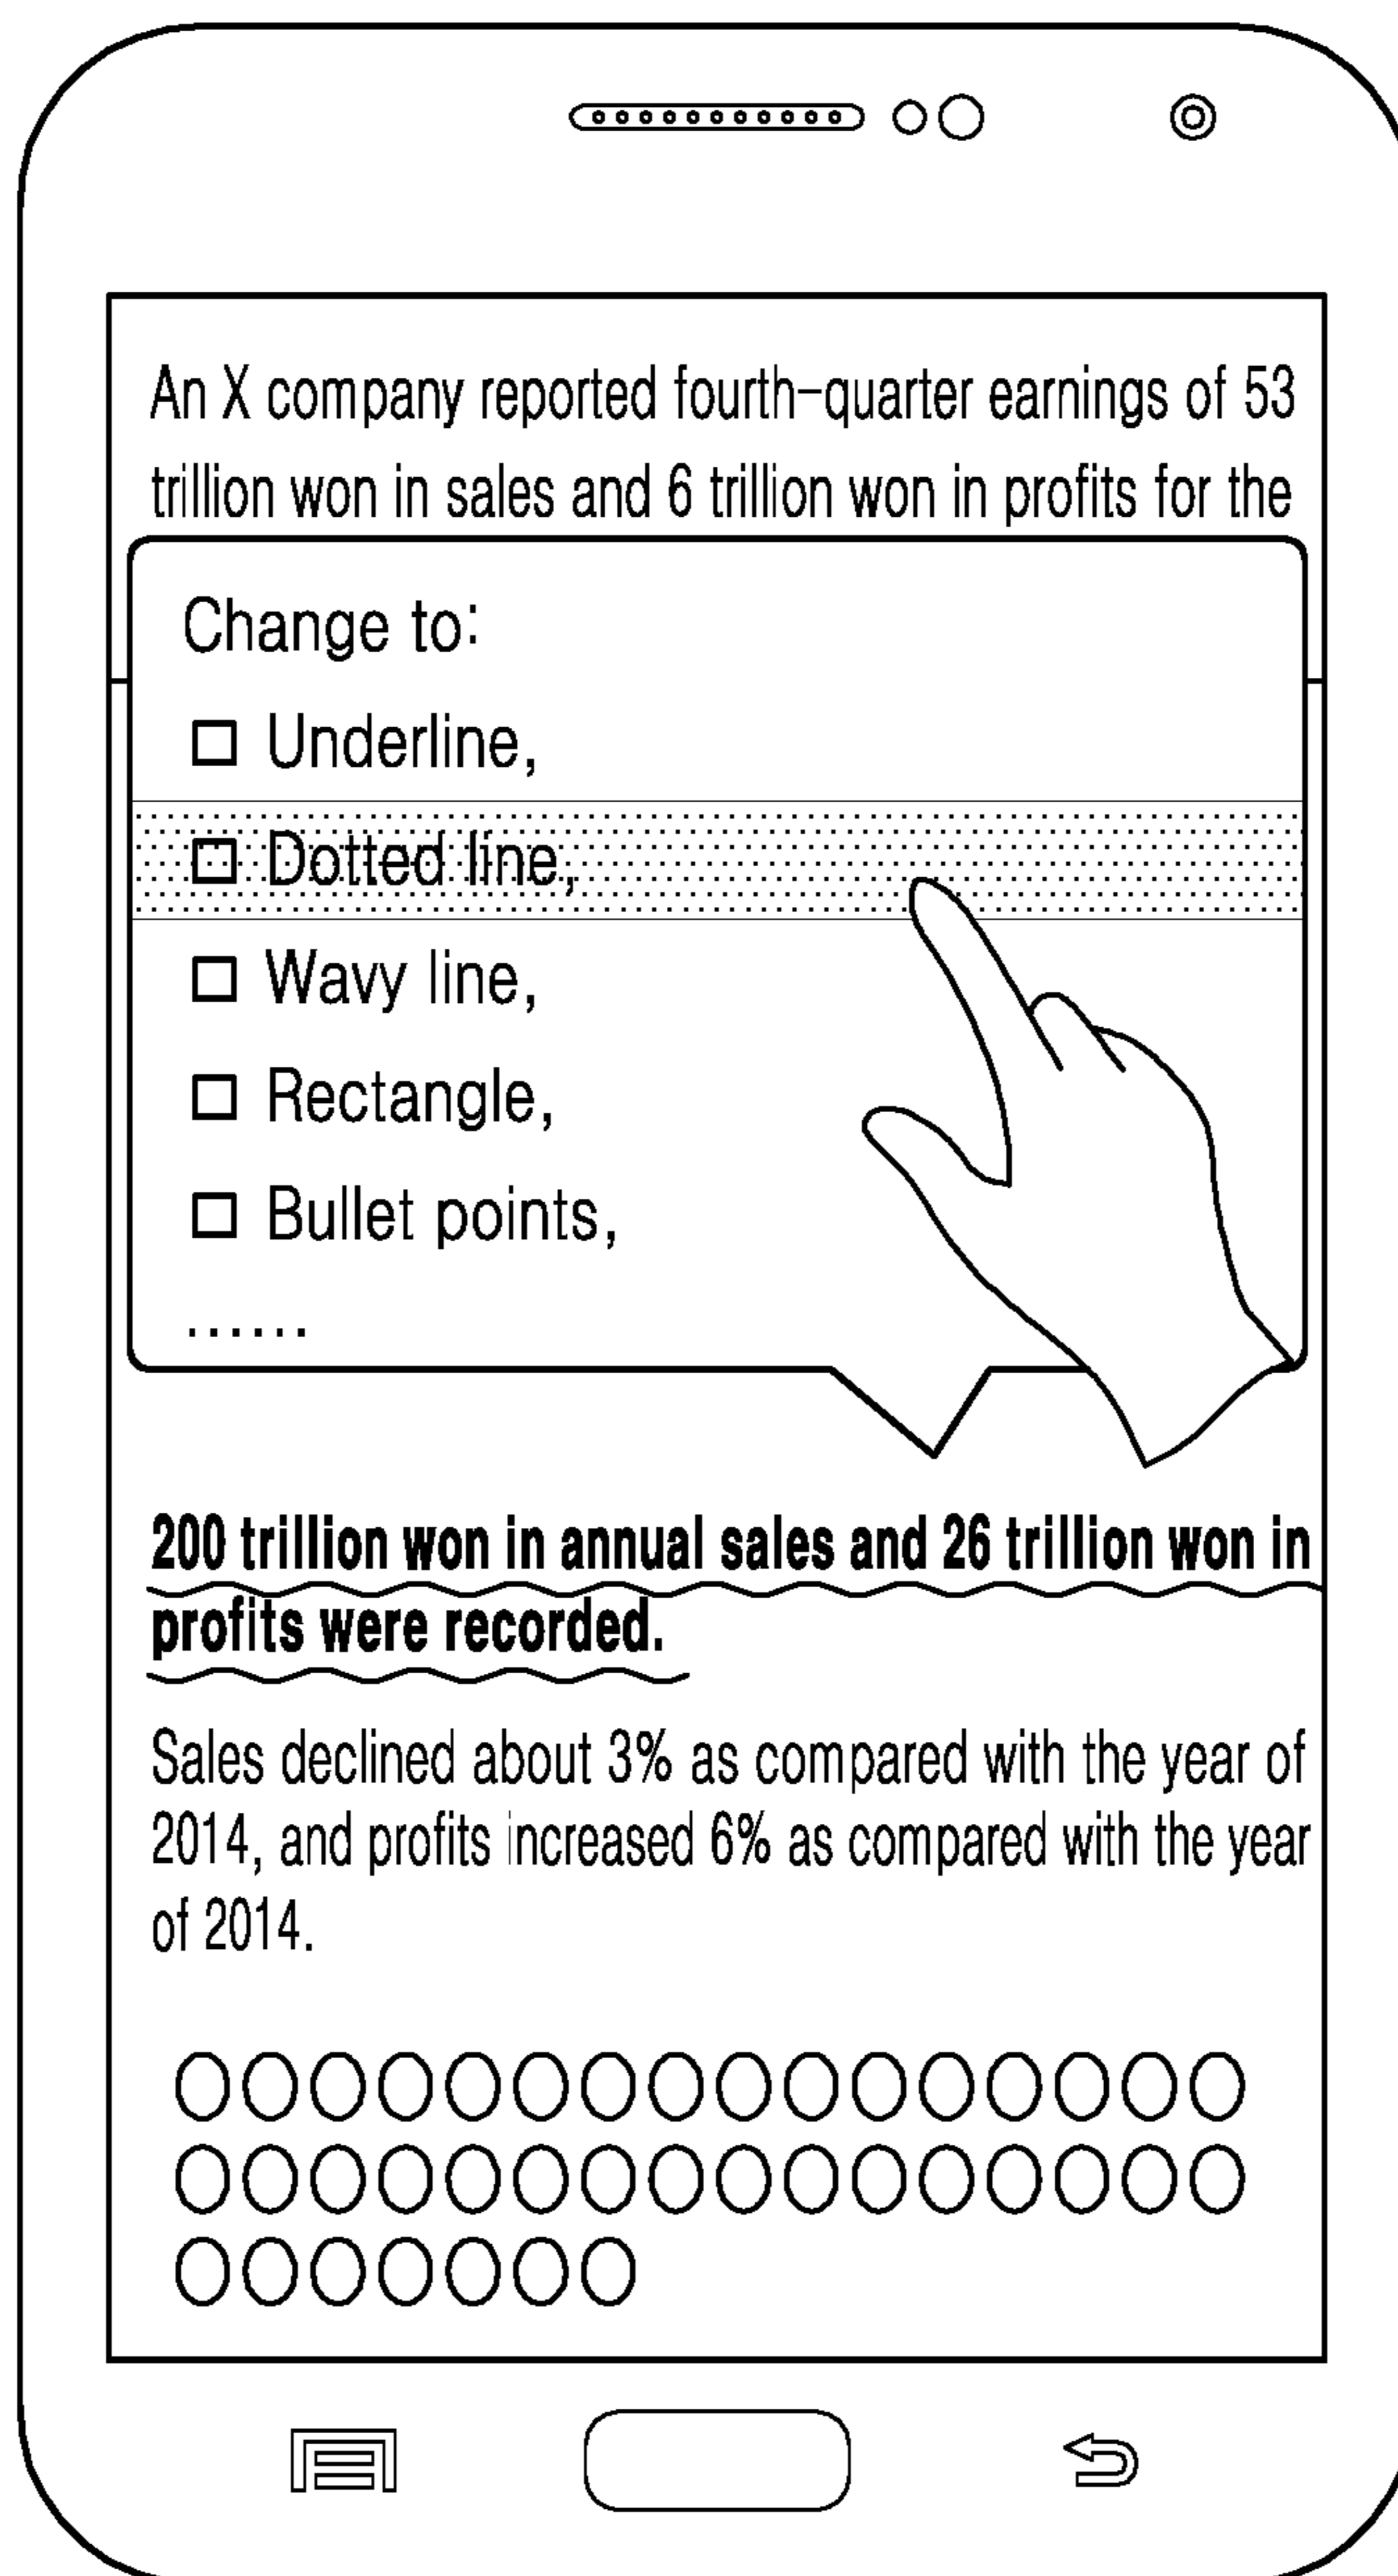 An X company reported fourth-quarter earnings of 53
trillion won in sales and 6 trillion won in profits for the
Change to:
□ Underline,
□ Dotted line,
□ Wavy line,
□ Rectangle,
□ Bullet points,
......
200 trillion won in annual sales and 26 trillion won in
profits were recorded.
Sales declined about 3% as compared with the year of
2014, and profits increased 6% as compared with the year
of 2014.
○○○○○○○○○○○○○○○○
○○○○○○○○○○○○○○○○
○○○○○○○